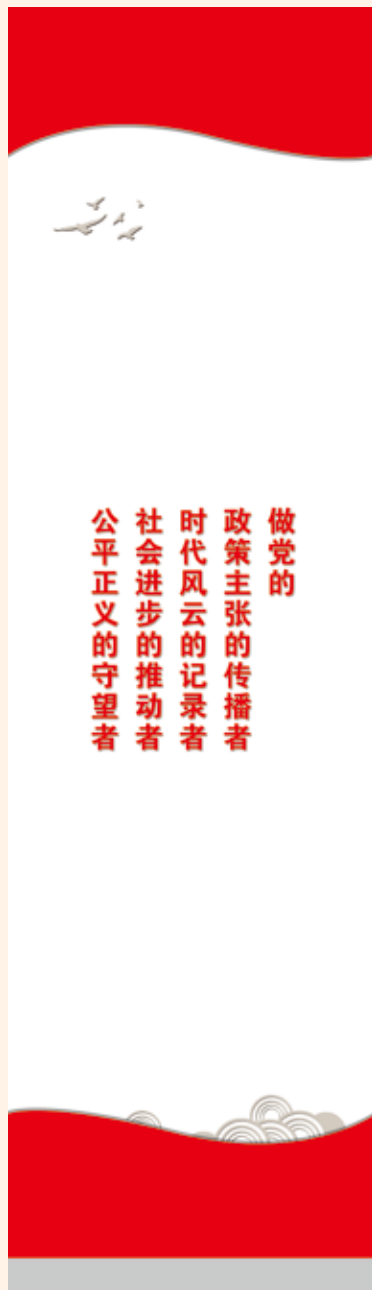 做党的
政策主张的传播者
时代风云的记录者
社会进步的推动者
公平正义的守望者